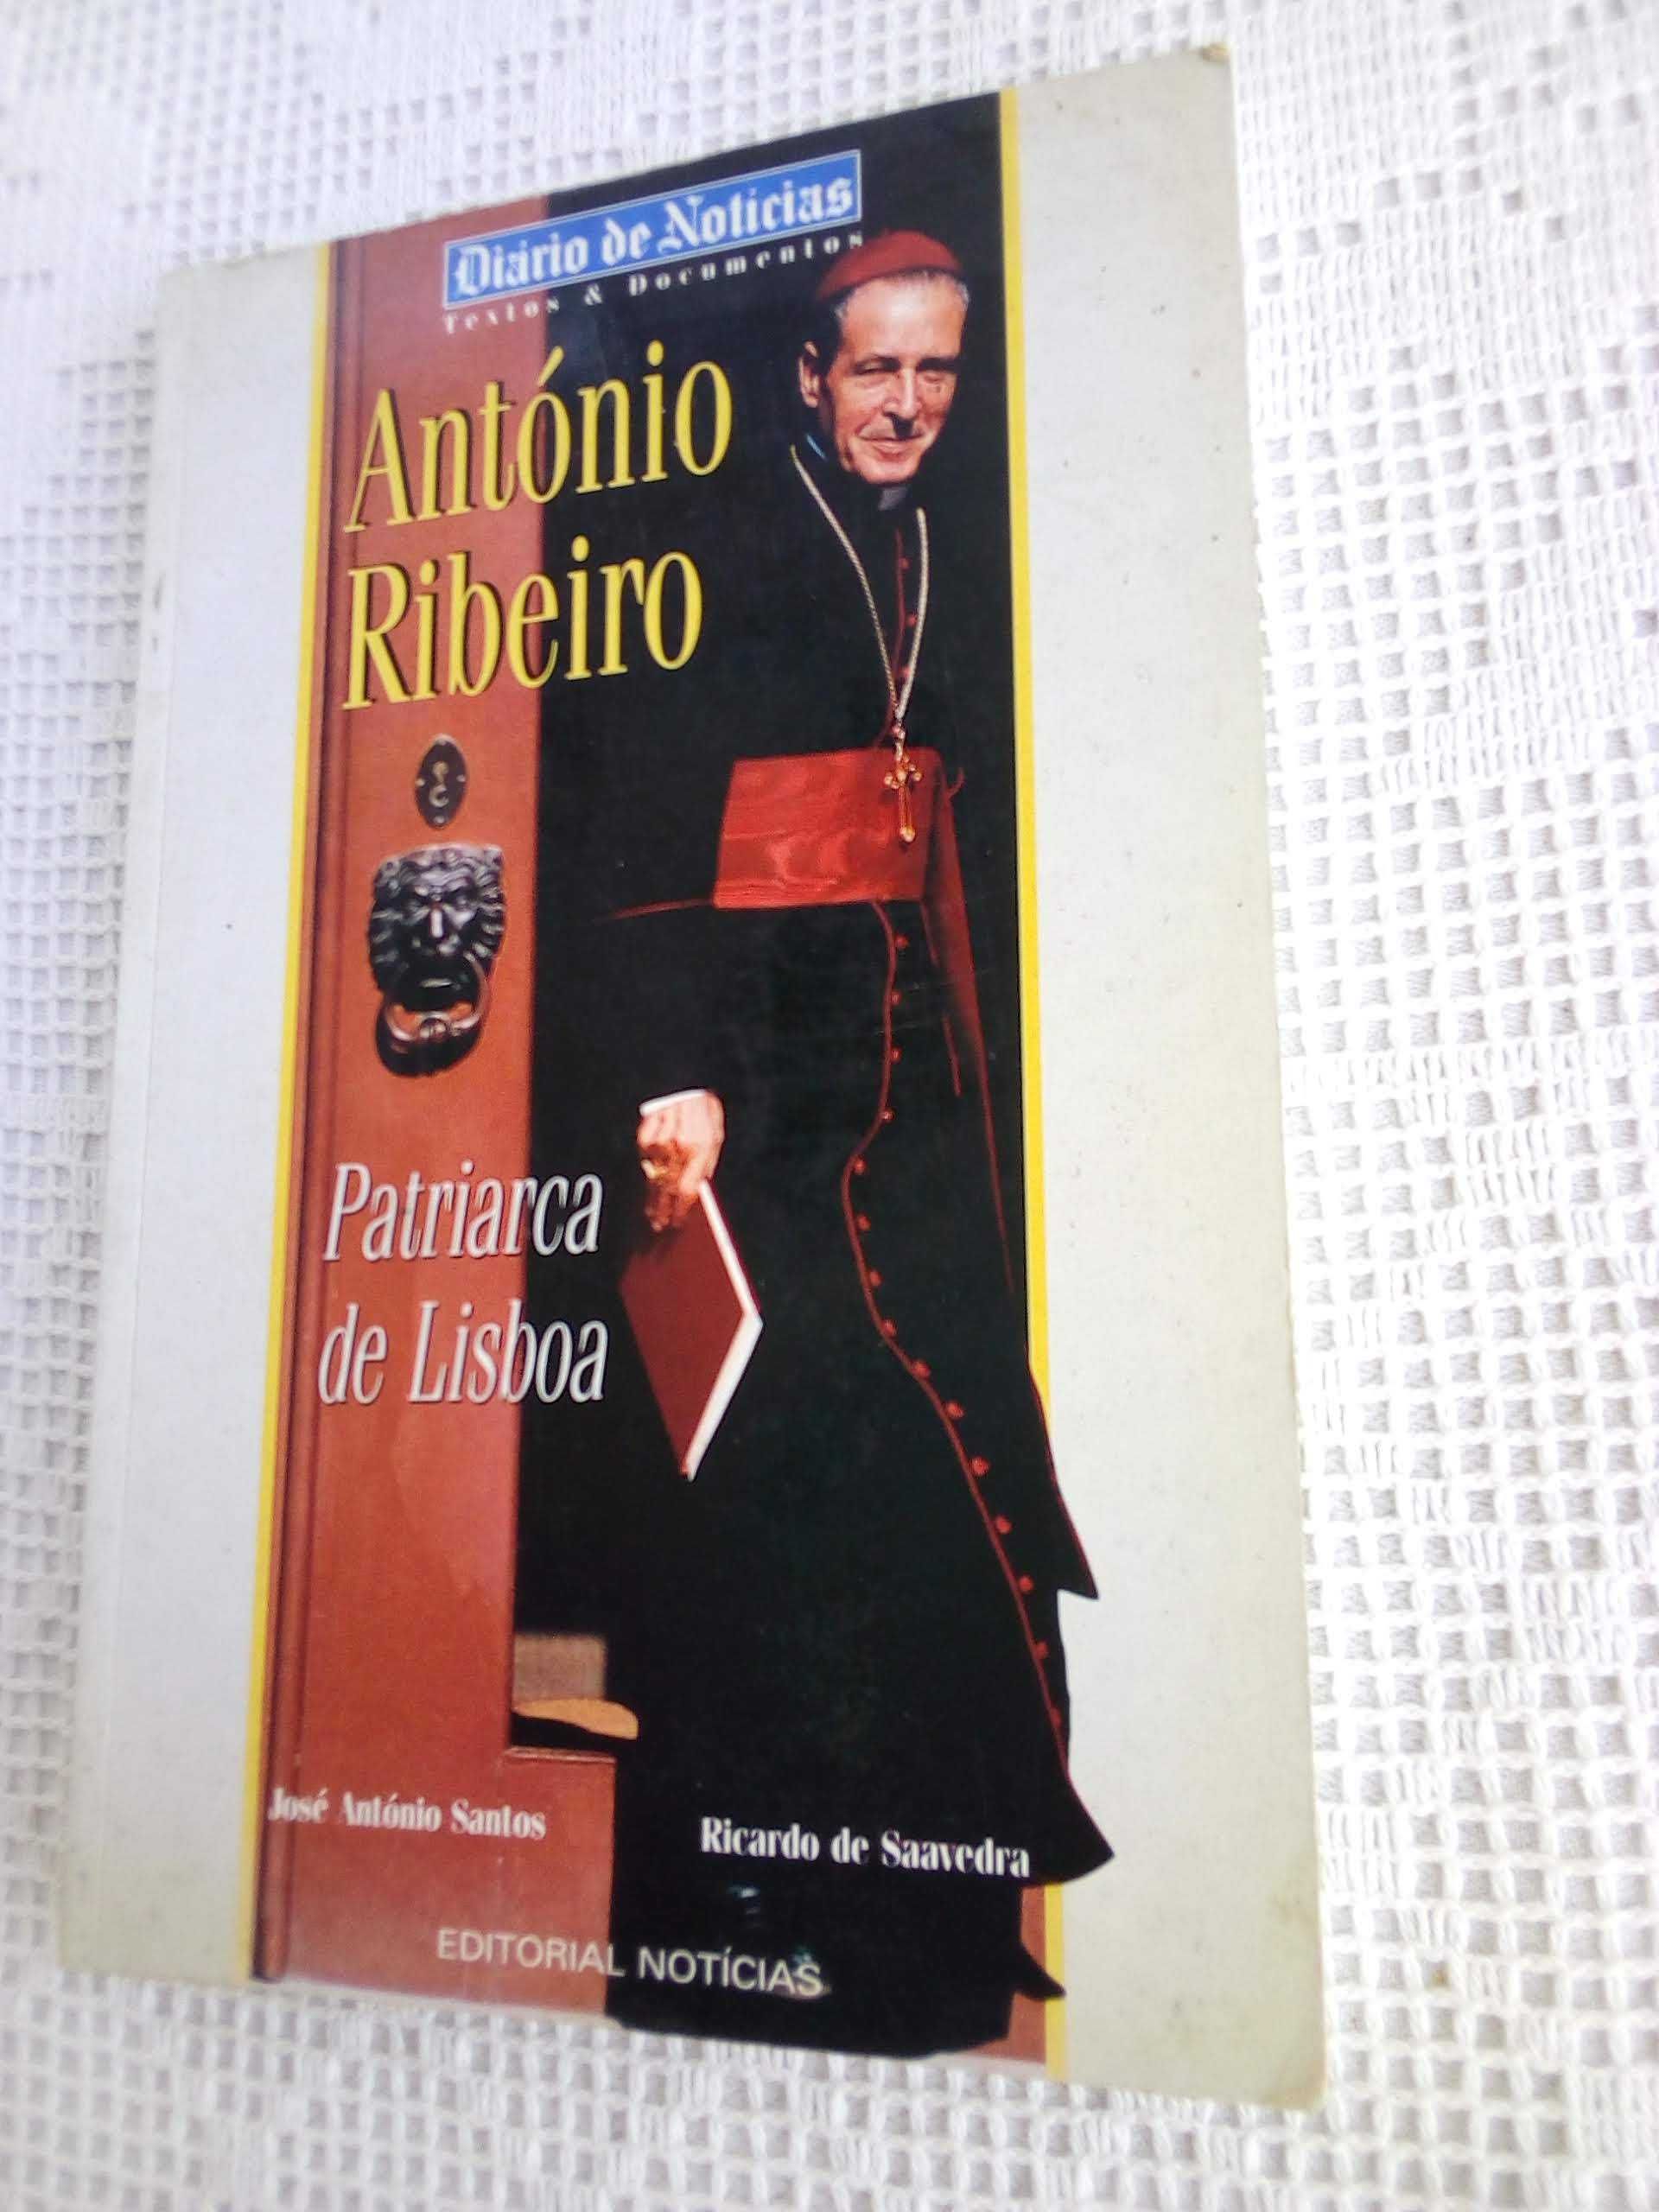 Diário de Notícias
Textos & Documentos
António
Ribeiro
Patriarca
de Lisboa
José António Santos
Ricardo de Saavedra
EDITORIAL NOTÍCIAS